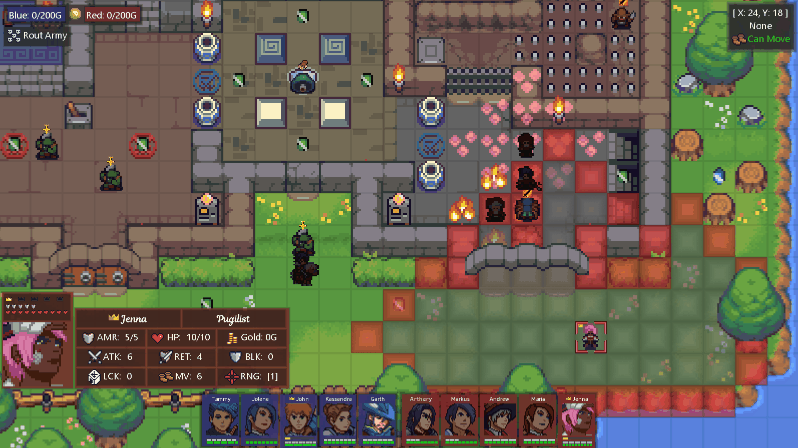 Blue: 0/200G Red: 0/200G
Rout Army
[ X: 24, Y: 18 ]
None
Can Move
Jenna Pugilist
AMR: 5/5 HP: 10/10 Gold: 0G
ATK: 6 RET: 4 BLK: 0
LCK: 0 MV: 6 RNG: [1]
Tammy Jolene John Kassandra Garth Anthony Markus Andrew Maria Jenna